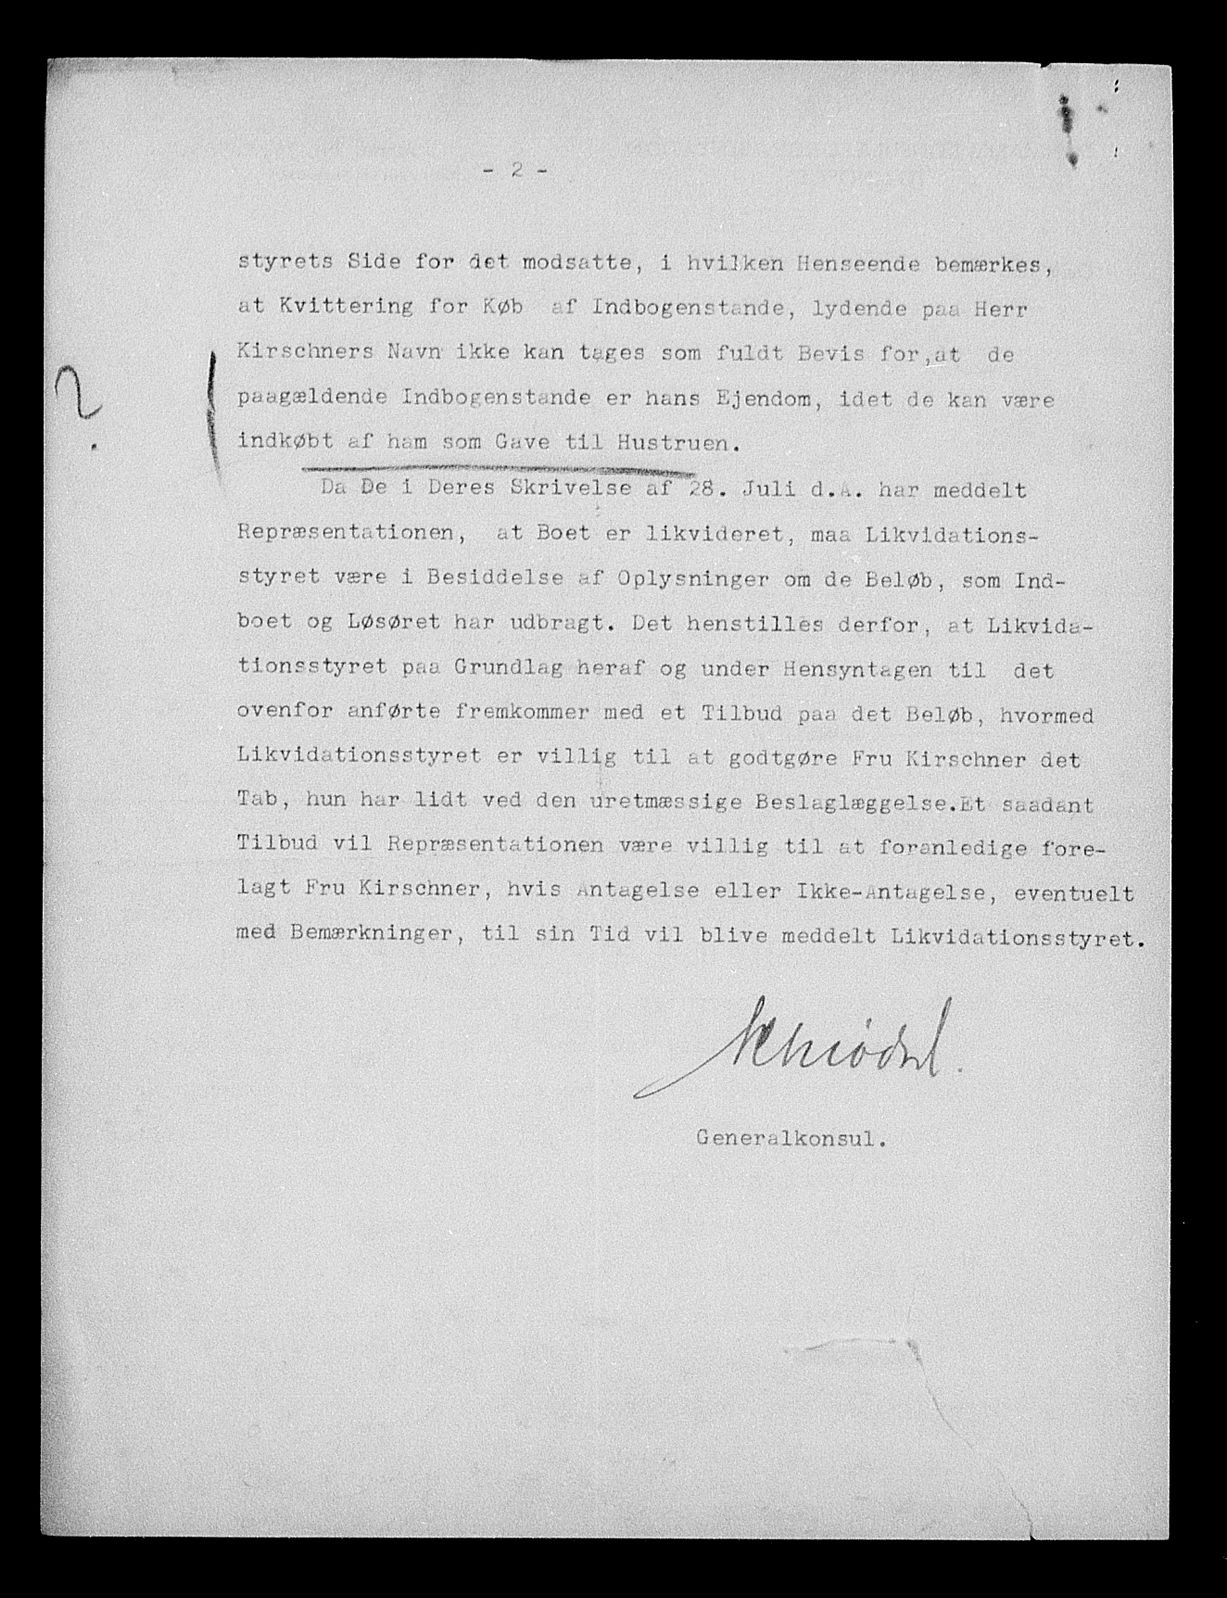 - 2 -
styrets Side for det modsatte, i hvilken Henseende bemærkes,
at Kvittering for Køb af Indbogenstande, lydende paa Herr
Kirschners Navn ikke kan tages som fuldt Bevis for,at de
?
paagældende Indbogenstande er hans Ejendom, idet de kan være
indkøbt af ham som Gave til Hustruen.
Da De i Deres Skrivelse af 28. Juli d.A. har meddelt
Repræsentationen, at Boet er likvideret, maa Likvidations-
styret være i Besiddelse af Oplysninger om de Beløb, som Ind-
boet og Løsøret har udbragt. Det henstilles derfor, at Likvida-
tionsstyret paa Grundlag heraf og under Hensyntagen til det
ovenfor anførte fremkommer med et Tilbud paa det Beløb, hvormed
Likvidationsstyret er villig til at godtgøre Fru Kirschner det
Tab, hun har lidt ved den uretmæssige Beslaglæggelse.Et saadant
Tilbud vil Repræsentationen være villig til at foranledige fore-
lagt Fru Kirschner, hvis Antagelse eller Ikke-Antagelse, eventuelt
med Bemærkninger, til sin Tid vil blive meddelt Likvidationsstyret.
Generalkonsul.